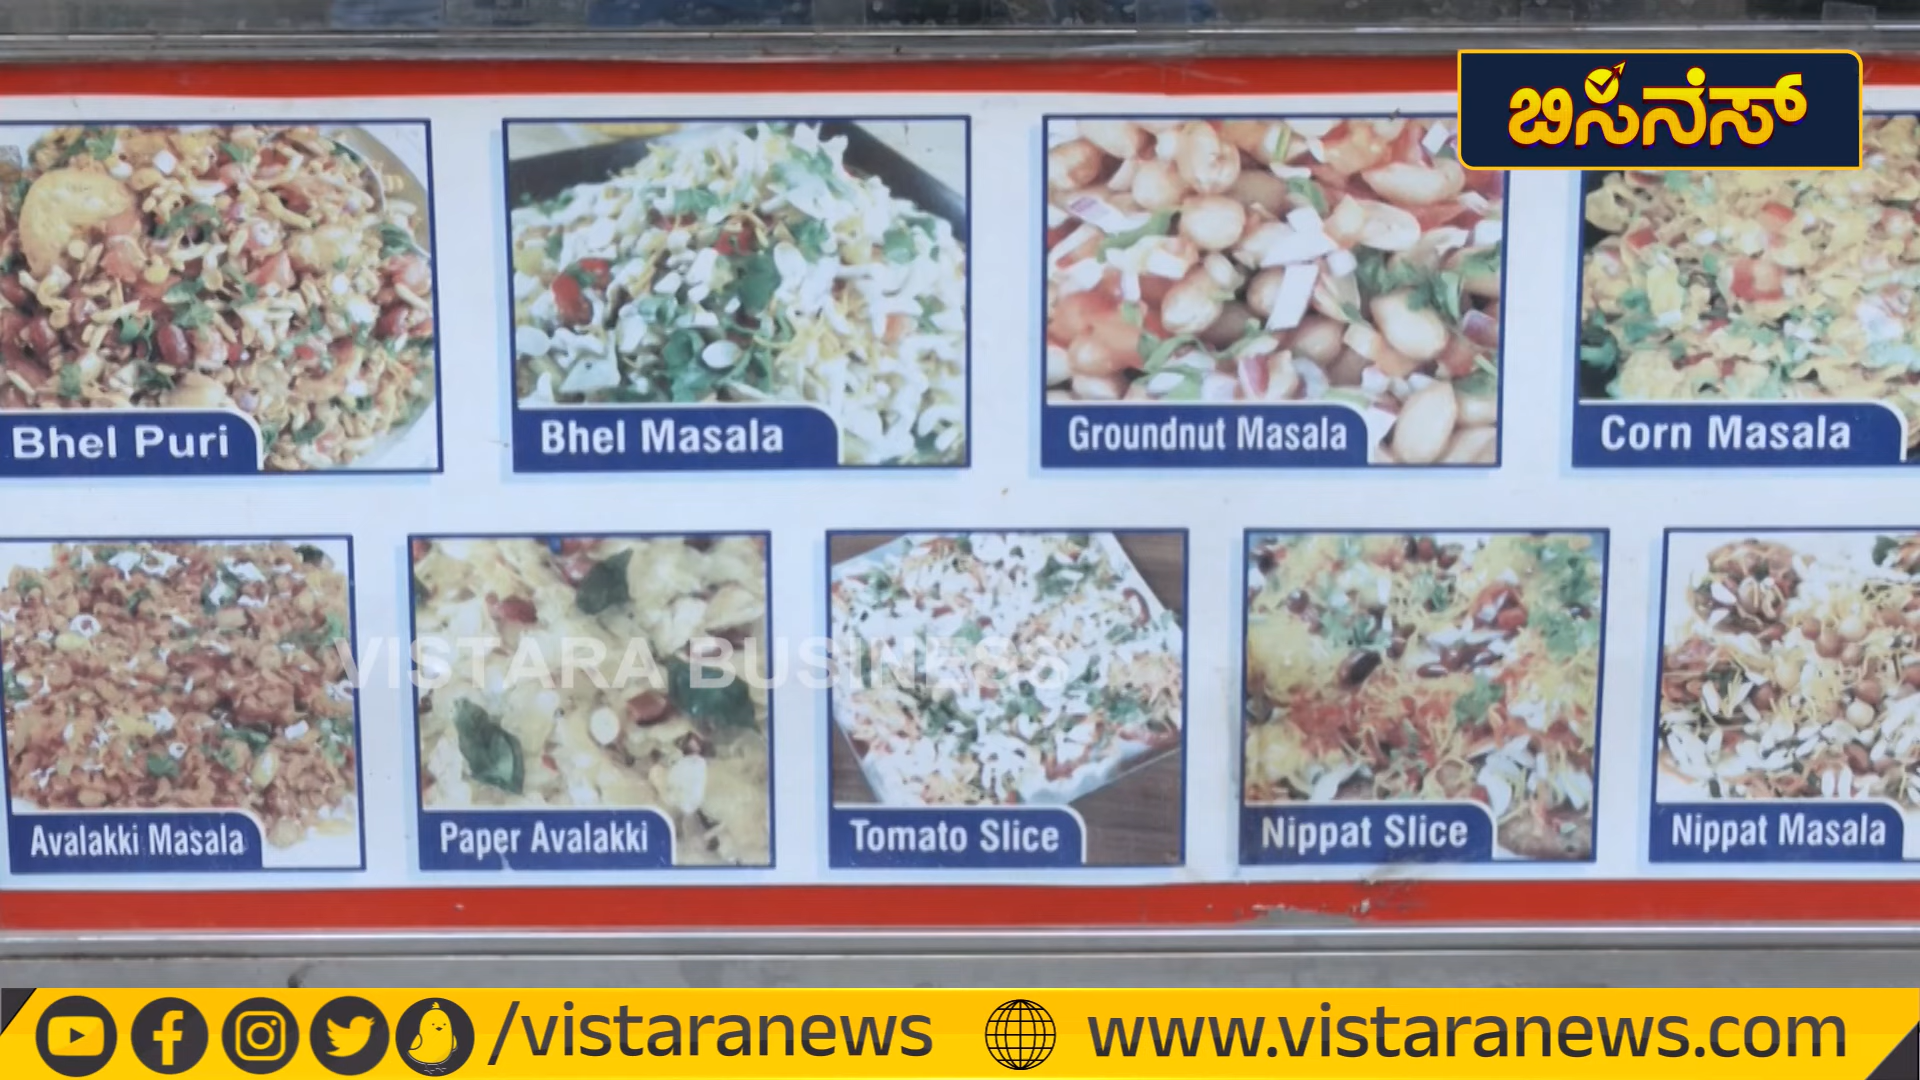 ಬಿಸಿನೆಸ್
Bhel Puri
Bhel Masala
Groundnut Masala
Corn Masala
Avalakki Masala
Paper Avalakki
Tomato Slice
Nippat Slice
Nippat Masala
VISTARA BUSINESS
/vistaranews
www.vistaranews.com